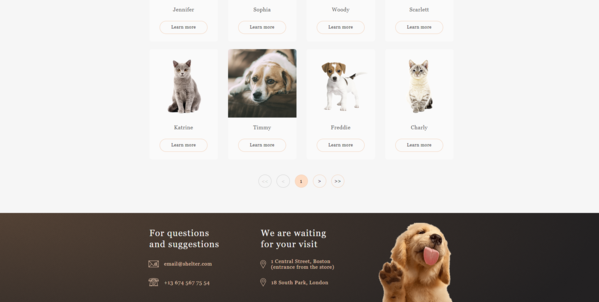 Jennifer Sophia Woody Scarlett
Learn more Learn more Learn more Learn more
Katrine Timmy Freddie Charly
Learn more Learn more Learn more Learn more
<< < 1 > >>
For questions
and suggestions
email@shelter.com
+13 674 567 75 54
We are waiting
for your visit
1 Central Street, Boston
(entrance from the store)
18 South Park, London